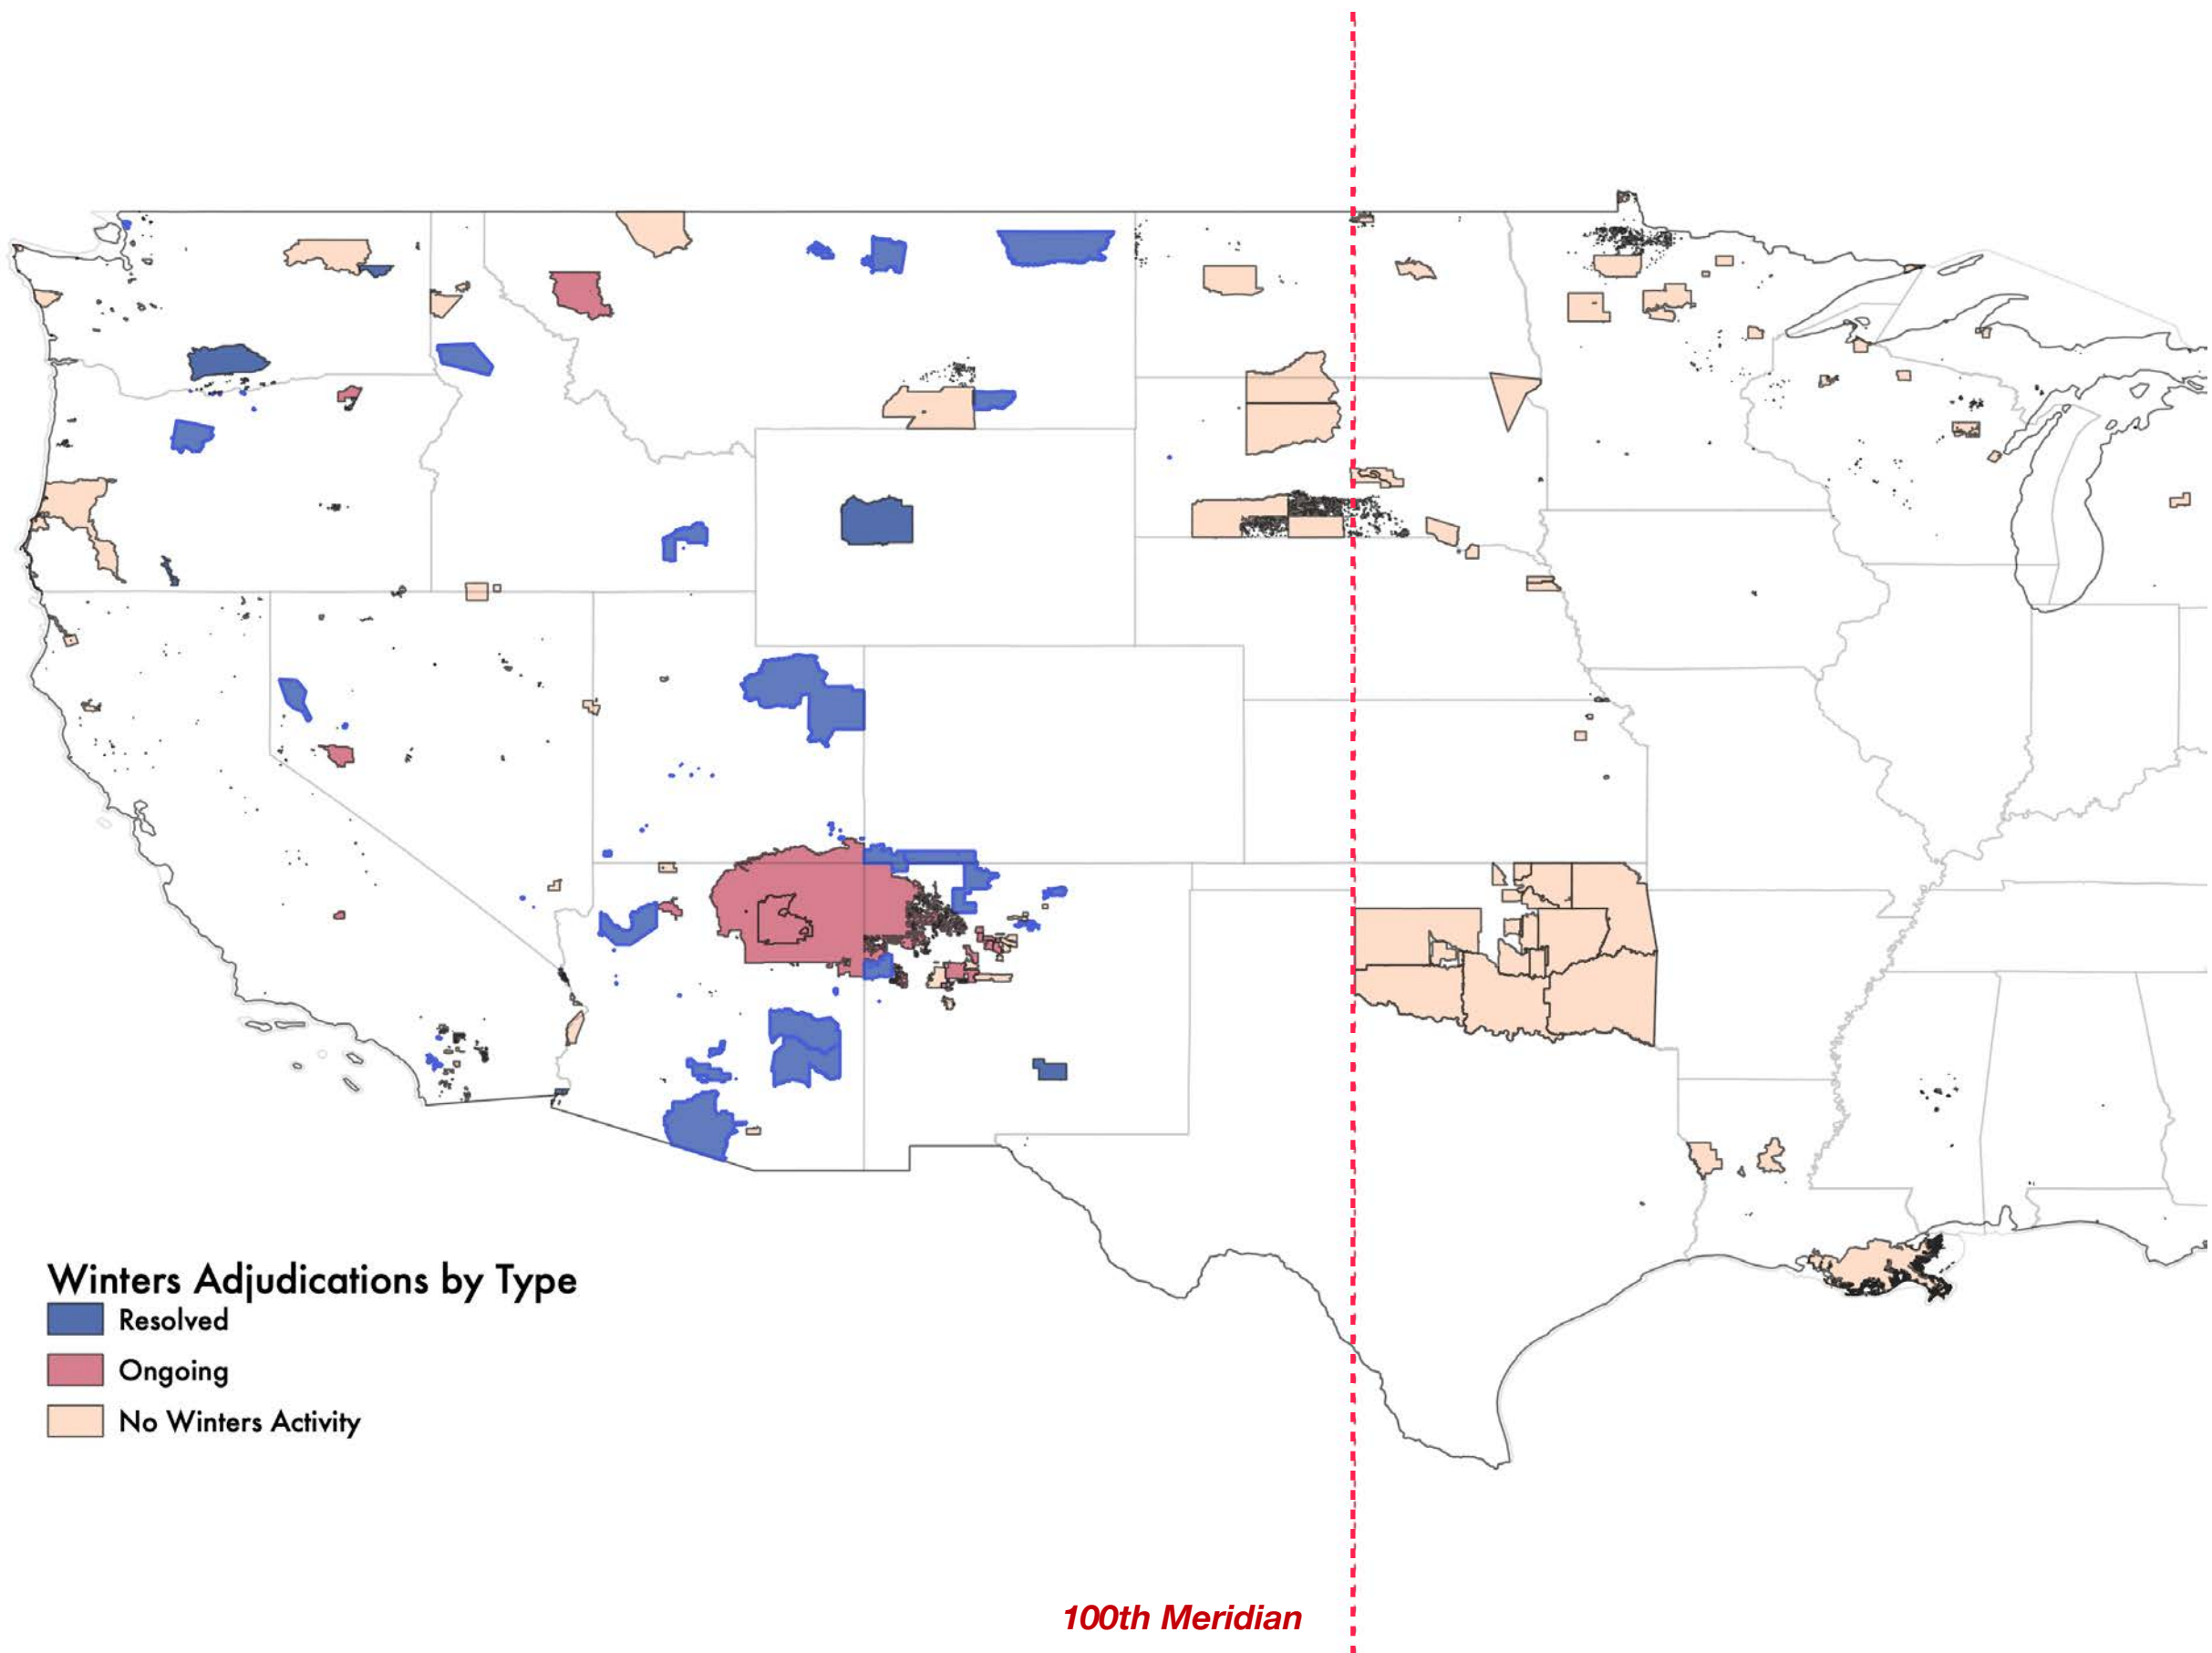 Winters Adjudications by Type
Resolved
Ongoing
No Winters Activity
100th Meridian